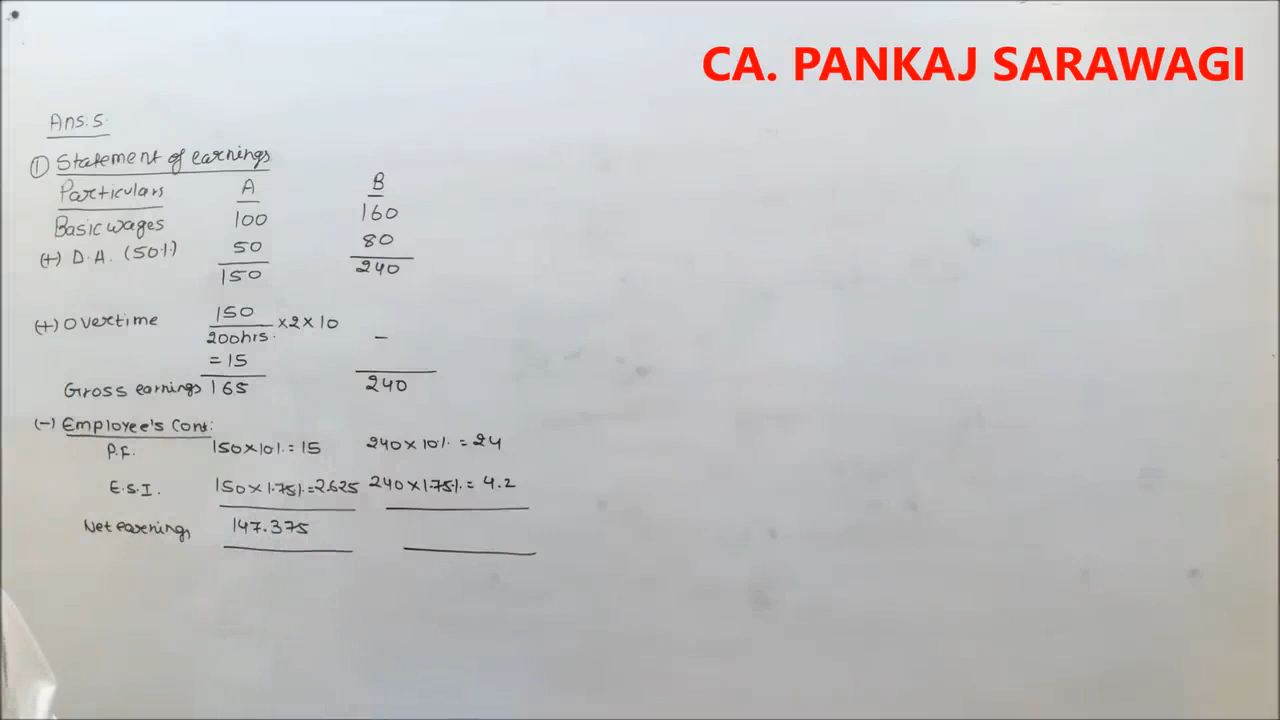 CA. PANKAJ SARAWAGI
Ans:5.
① Statement of earnings
Particulars A B
Basic wages 100 160
(+) D.A. (50%) 50 80
150 240
(+) Overtime 150/200hrs. ×2×10 –
=15
Gross earnings 165 240
(-) Employee's Cont:
P.F. 150×10%=15 240×10%=24
E.S.I. 150×1.75%=2.625 240×1.75%=4.2
Net earnings 147.375